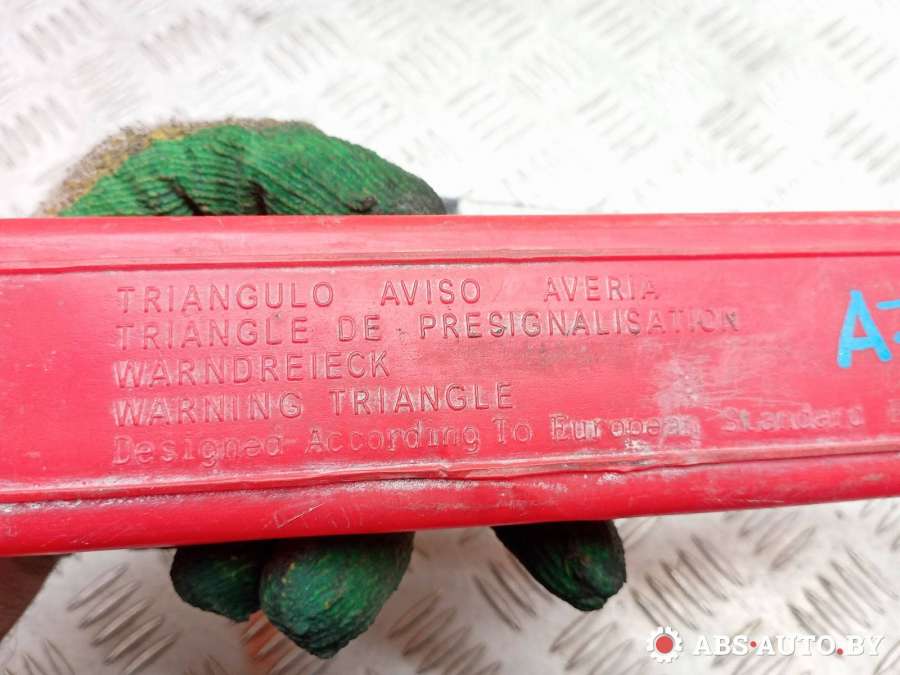 TRIANGULO AVISO AVERIA
TRIANGLE DE PRESIGNALISATION
WARNDREIECK
WARNING TRIANGLE
Designed According To European Standard
ABS-AUTO.BY